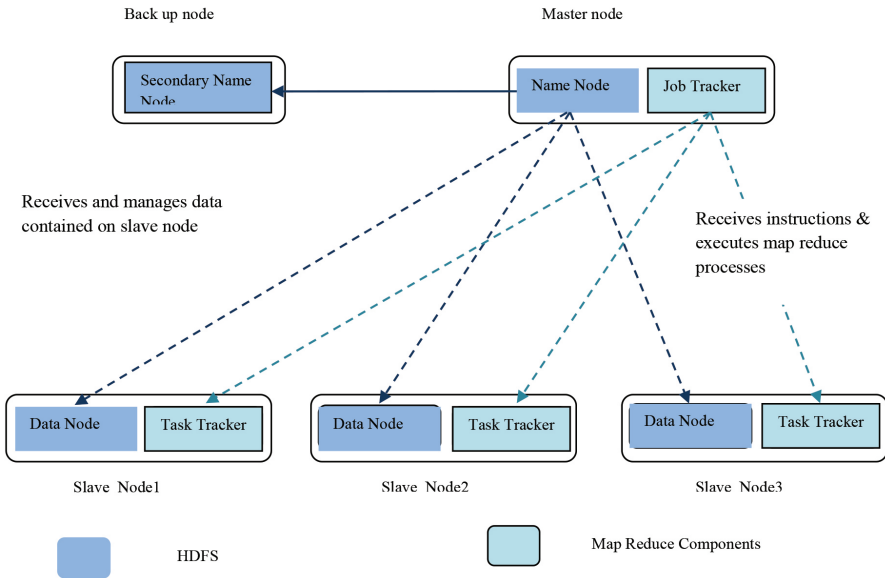 Back up node
Master node
Secondary Name
Node
Name Node
Job Tracker
Receives and manages data
contained on slave node
Receives instructions &
executes map reduce
processes
Data Node
Task Tracker
Data Node
Task Tracker
Data Node
Task Tracker
Slave Node1
Slave Node2
Slave Node3
HDFS
Map Reduce Components